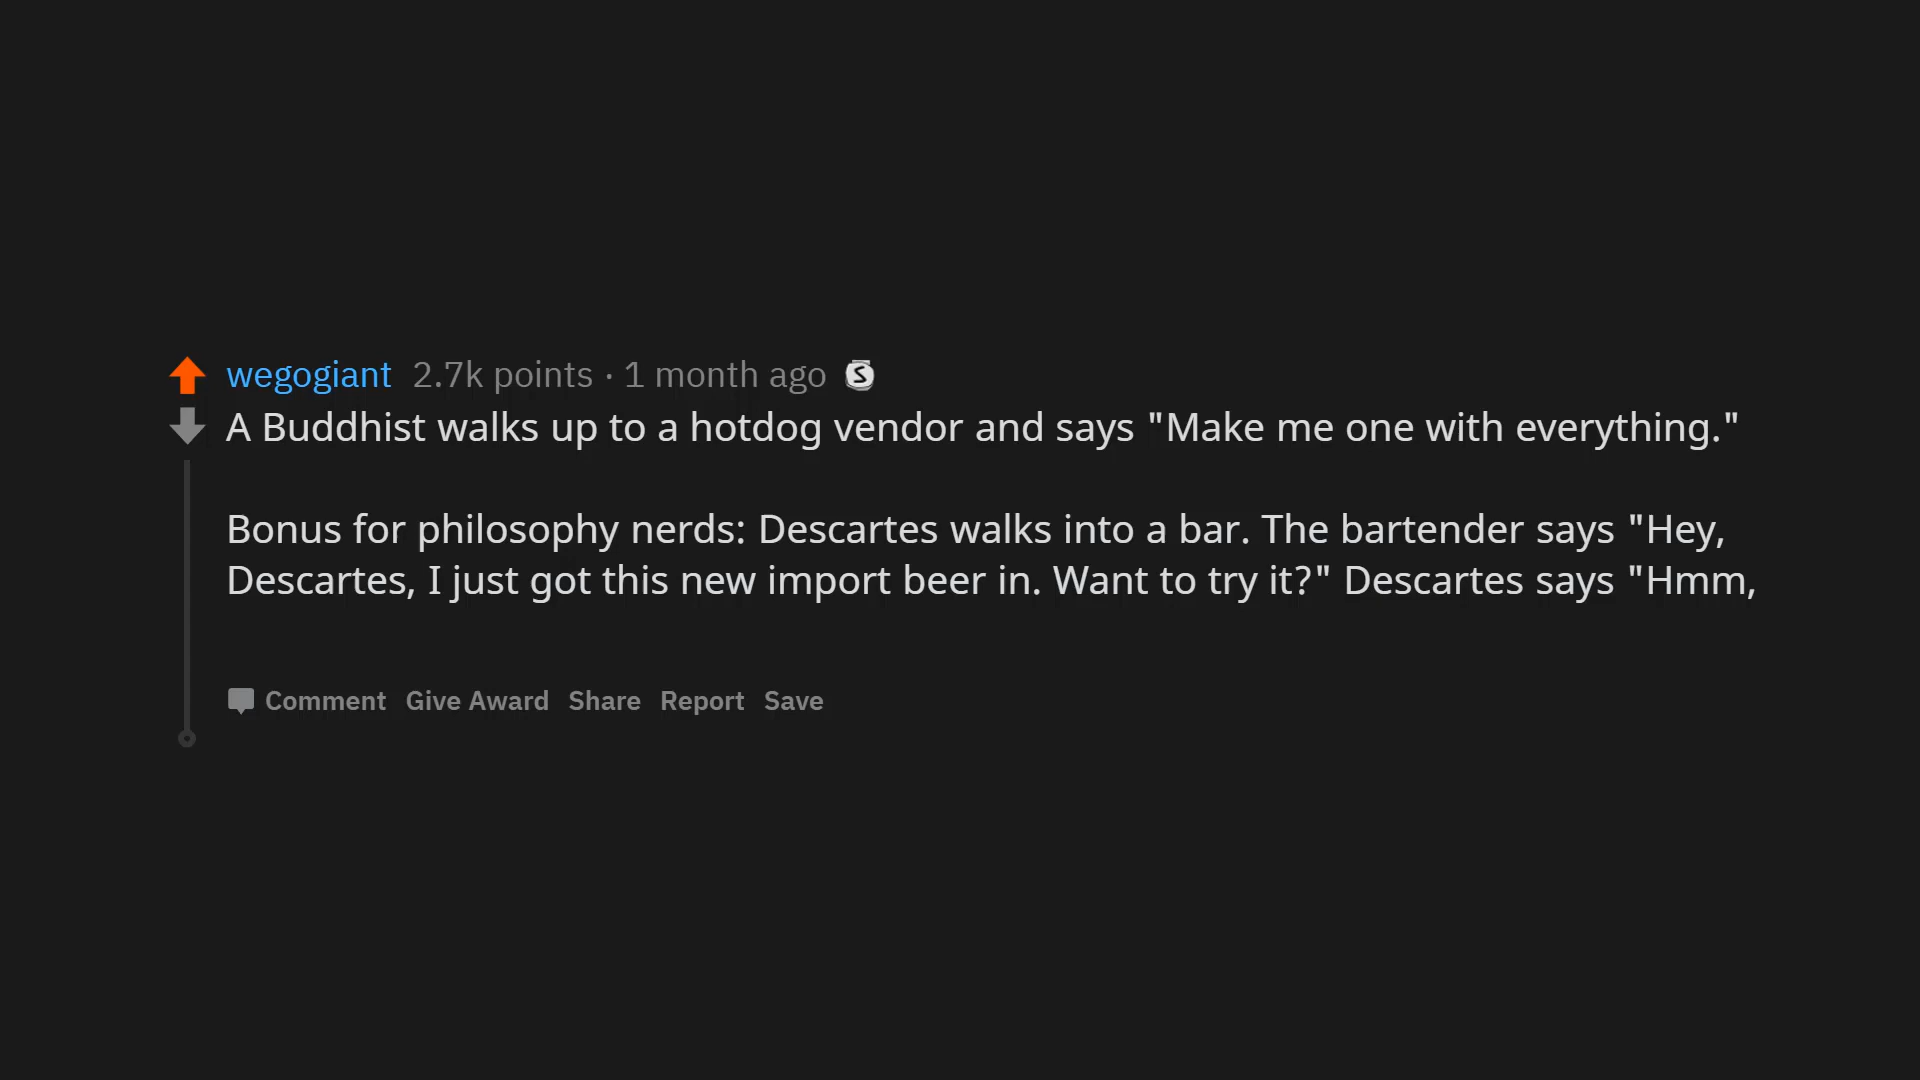 wegogiant 2.7k points · 1 month ago S
A Buddhist walks up to a hotdog vendor and says "Make me one with everything."
Bonus for philosophy nerds: Descartes walks into a bar. The bartender says "Hey,
Descartes, I just got this new import beer in. Want to try it?" Descartes says "Hmm,
Comment Give Award Share Report Save